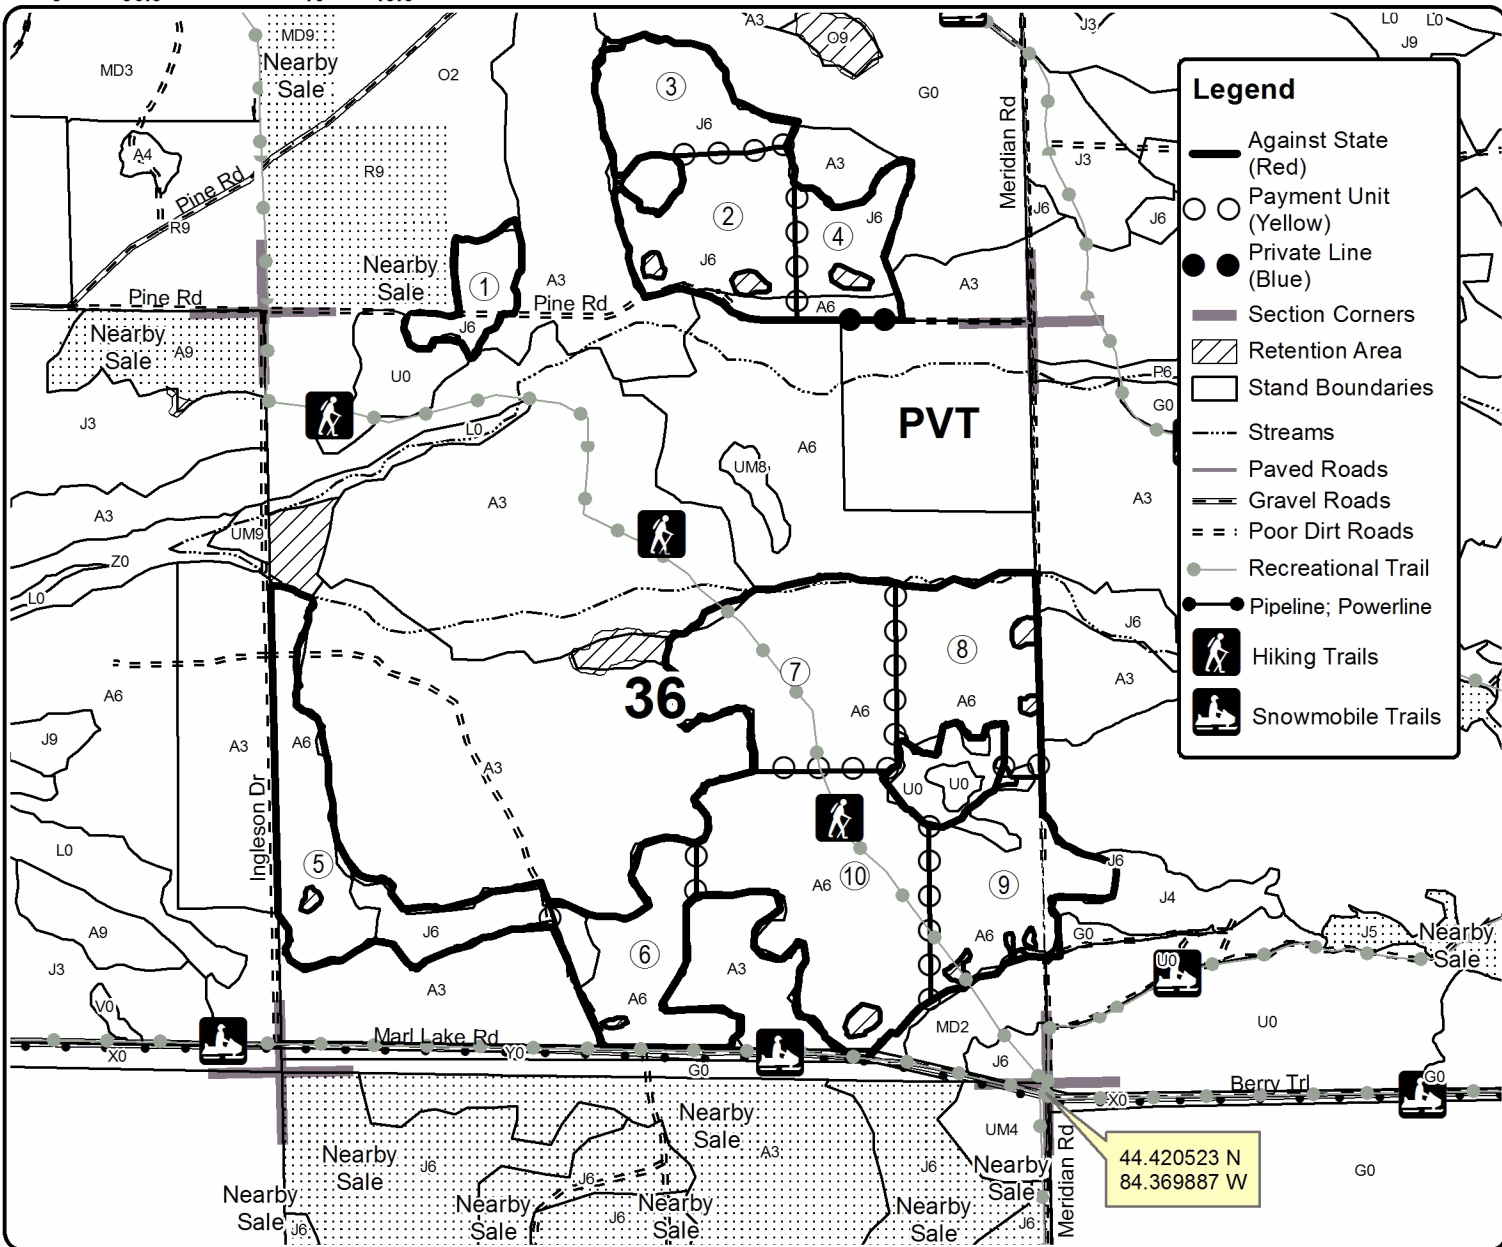 A3
J3
L0
L0
MD9
O9
J9
Nearby
Sale
MD3
O2
G0
Legend
3
Meridian Rd
J6
Against State
(Red)
A4
A3
J3
R9
Pine Rd
Payment Unit
(Yellow)
2
J6
J6
J6
R9
4
Private Line
(Blue)
Nearby
Sale
J6
1
A3
A3
Pine Rd
Pine Rd
A6
Section Corners
J6
Nearby
Sale
A9
Retention Area
U0
P6
Stand Boundaries
G0
J3
PVT
L0
Streams
A6
UM8
Paved Roads
A3
A3
Gravel Roads
A3
UM9
Poor Dirt Roads
Z0
Recreational Trail
L0
Pipeline; Powerline
J6
8
Hiking Trails
7
A3
A6
36
A6
A6
Snowmobile Trails
J9
A3
A6
A3
U0
U0
Ingleson Dr
L0
5
J6
10
A6
9
J4
A9
J6
G0
J5
Nearby
Sale
A6
6
A3
U0
J3
A3
A6
V0
MD2
U0
Marl Lake Rd
X0
Y0
J6
G0
Berry Trl
G0
X0
Nearby
Sale
UM4
A3
44.420523 N
84.369887 W
Nearby
Sale
J6
J6
Nearby
Sale
G0
J6
Nearby
Sale
Nearby
Sale
Nearby
Sale
Nearby
Sale
Meridian Rd
J6
J6
J6